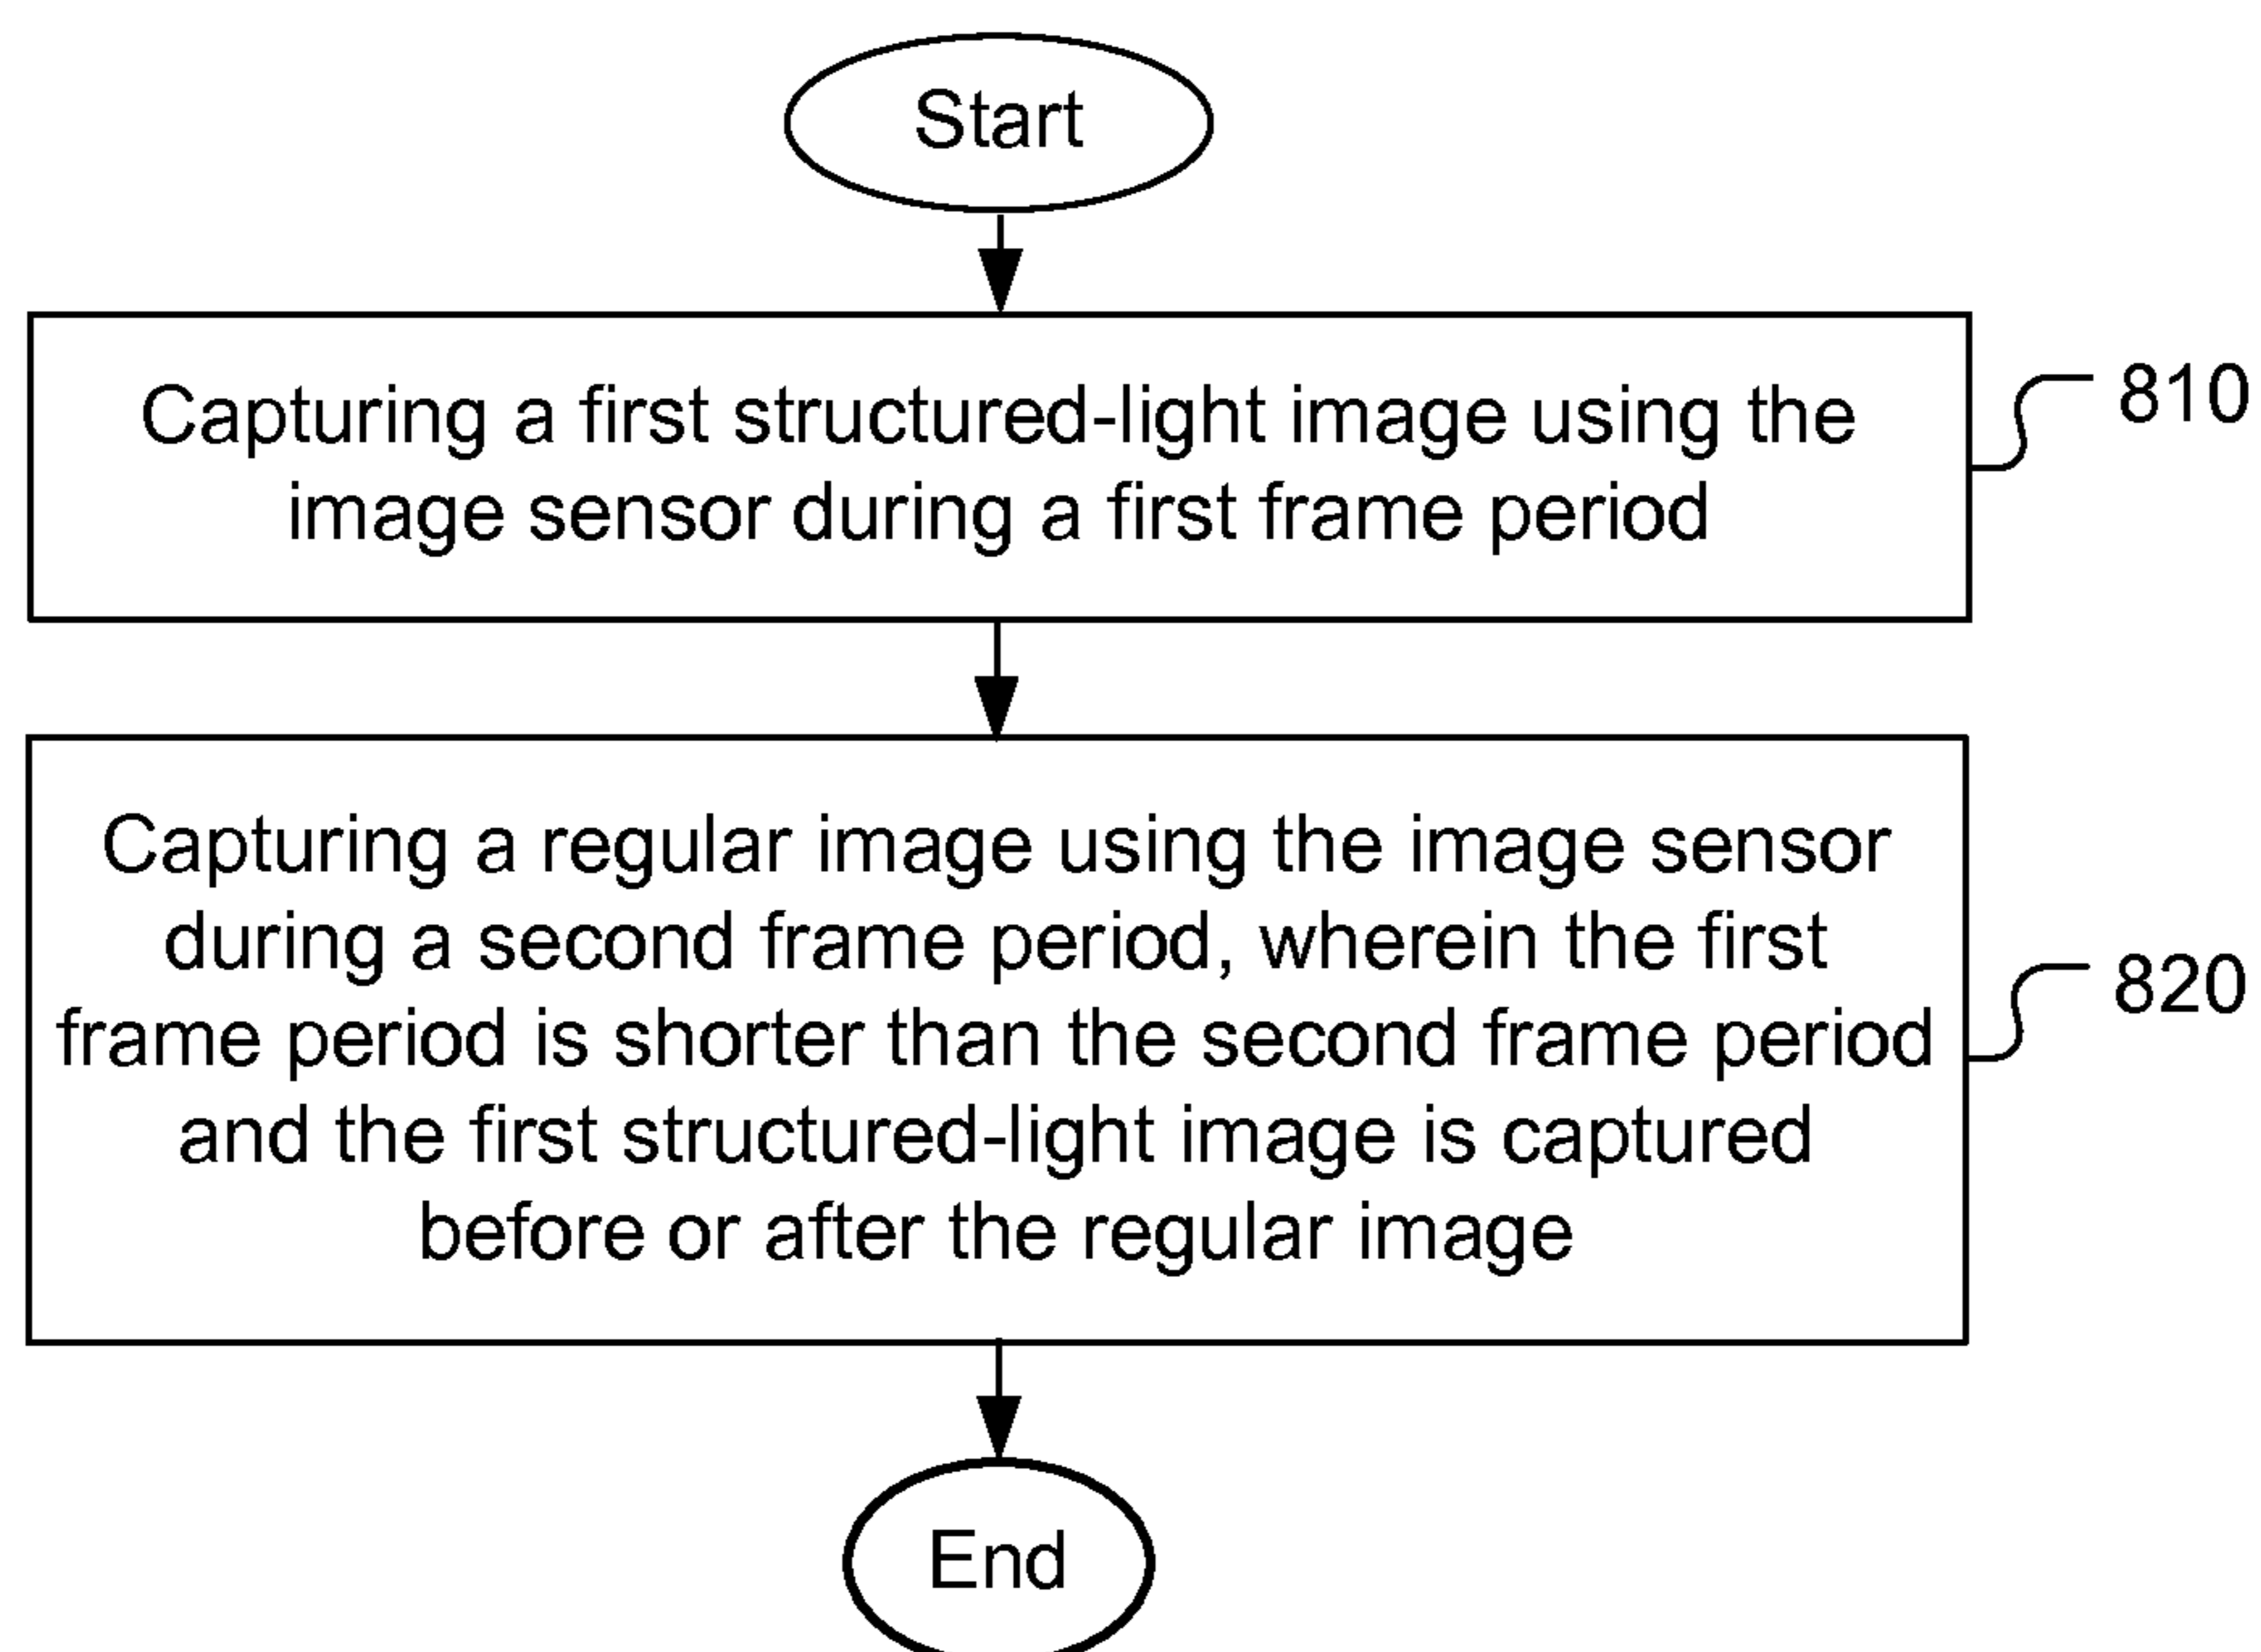 Start
Capturing a first structured-light image using the
image sensor during a first frame period
810
Capturing a regular image using the image sensor
during a second frame period, wherein the first
frame period is shorter than the second frame period
and the first structured-light image is captured
before or after the regular image
820
End